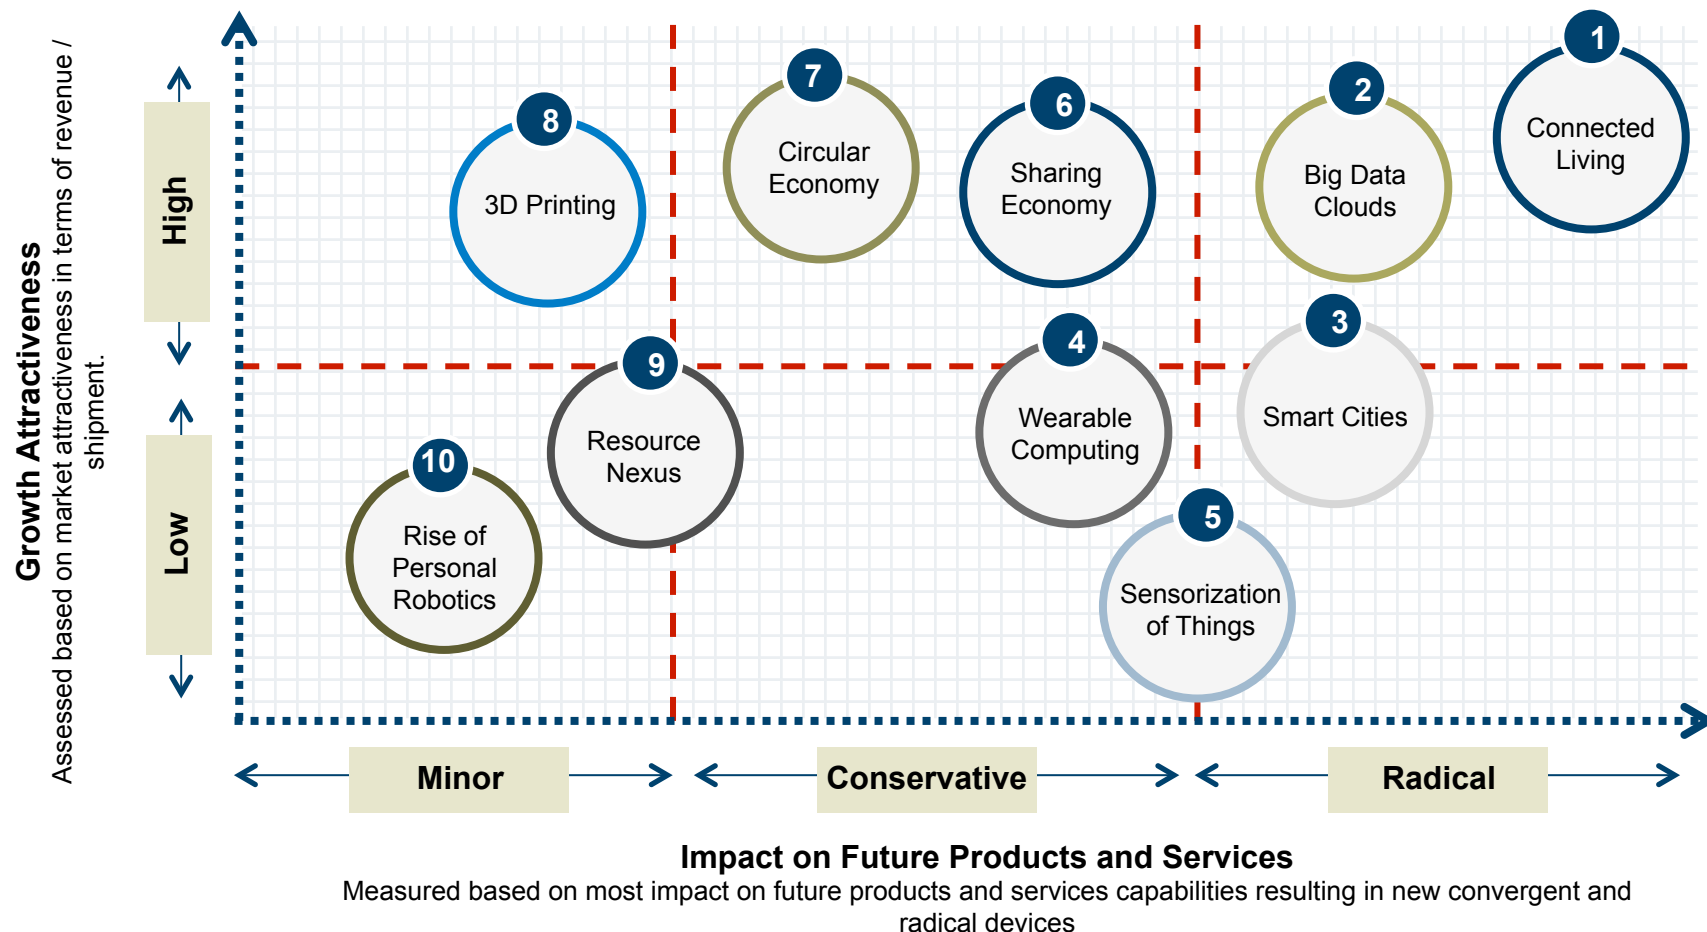 Growth Attractiveness
Assessed based on market attractiveness in terms of revenue /
shipment.
High
Low
1
Connected
Living
2
Big Data
Clouds
7
Circular
Economy
6
Sharing
Economy
8
3D Printing
3
Smart Cities
4
Wearable
Computing
9
Resource
Nexus
10
Rise of
Personal
Robotics
5
Sensorization
of Things
Minor
Conservative
Radical
Impact on Future Products and Services
Measured based on most impact on future products and services capabilities resulting in new convergent and
radical devices